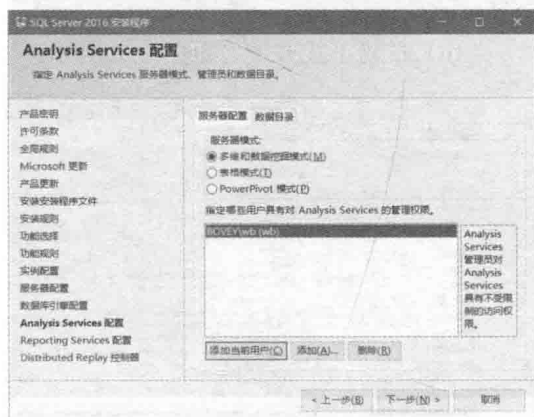 SQL Server 2016 安装程序
Analysis Services 配置
指定 Analysis Services 服务器模式、管理员和数据目录。
产品密钥
许可条款
全局规则
Microsoft 更新
产品更新
安装安装程序文件
安装规则
功能选择
功能规则
实例配置
服务器配置
数据库引擎配置
Analysis Services 配置
Reporting Services 配置
Distributed Replay 控制器
服务器配置 数据目录
服务器模式:
多维和数据挖掘模式(M)
表格模式(T)
PowerPivot 模式(P)
指定哪些用户具有对 Analysis Services 的管理权限。
BOVEY\wb (wb)
Analysis
Services
管理员对
Analysis
Services
具有不受限
制的访问权
限。
添加当前用户(C) 添加(A)... 删除(R)
< 上一步(B) 下一步(N) > 取消